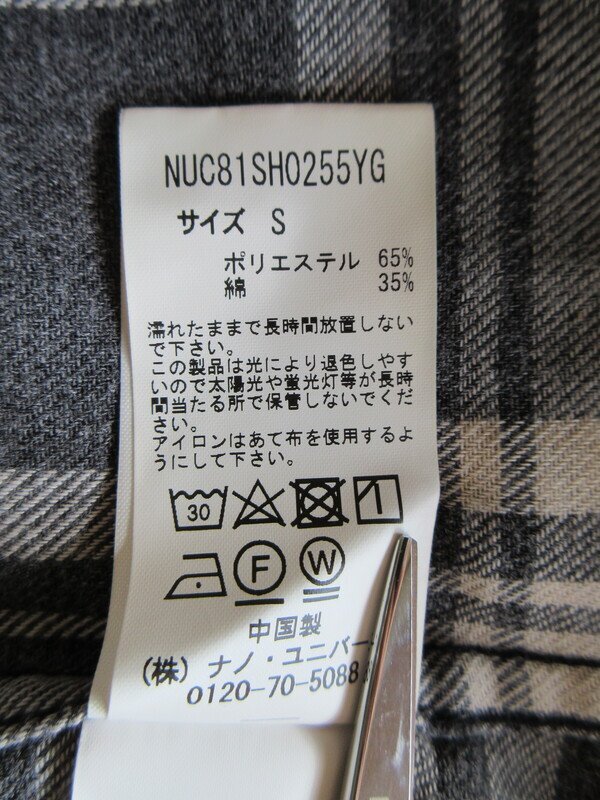 NUC81SH0255YG
サイズ S
ポリエステル 65%
綿 35%
濡れたままで長時間放置しない
で下さい。
この製品は光により退色しやす
いので太陽光や蛍光灯等が長時
間当たる所で保管しないでくだ
さい。
アイロンはあて布を使用するよ
うにして下さい。
30
F W
中国製
(株) ナノ・ユニバー
0120-70-5088